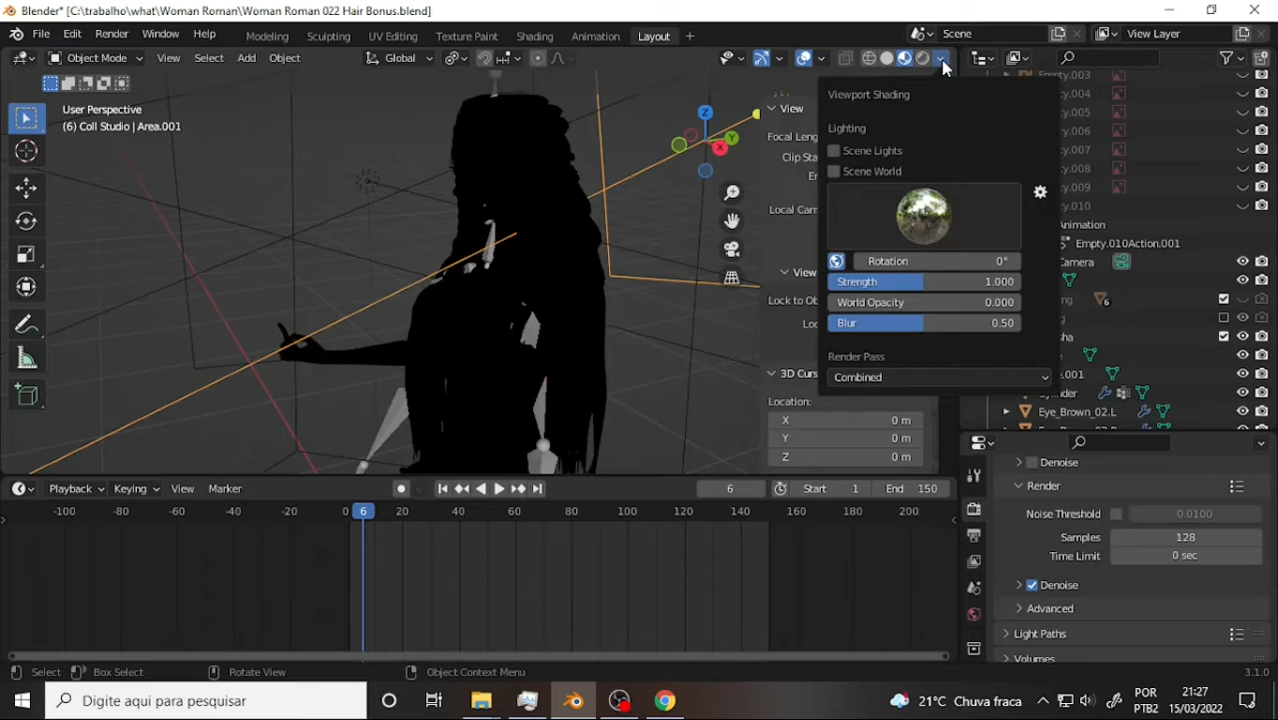 Blender* [C:\trabalho\what\Woman Roman\Woman Roman 022 Hair Bonus.blend]
File Edit Render Window Help Modeling Sculpting UV Editing Texture Paint Shading Animation Layout + Scene View Layer
Object Mode View Select Add Object Global
User Perspective
(6) Coll Studio | Area.001
Z
Y
X
View
Focal Leng
Clip Sta
Er
Local Cam
View
Lock to Ob
Loc
3D Curs
Location:
X 0 m
Y 0 m
Z 0 m
Viewport Shading
Lighting
Scene Lights
Scene World
Rotation 0°
Strength 1.000
World Opacity 0.000
Blur 0.50
Render Pass
Combined
Empty.003
.004
.005
.006
.007
.008
.009
.010
Animation
Empty.010Action.001
Camera
6
.001
Eye_Brown_02.L
Denoise
Render
Noise Threshold 0.0100
Samples 128
Time Limit 0 sec
Denoise
Advanced
Light Paths
Volumes
Playback Keying View Marker 6 Start 1 End 150
-100 -80 -60 -40 -20 0 6 20 40 60 80 100 120 140 160 180 200
Select Box Select Rotate View Object Context Menu 3.1.0
Digite aqui para pesquisar
21°C Chuva fraca
POR
PTB2
21:27
15/03/2022